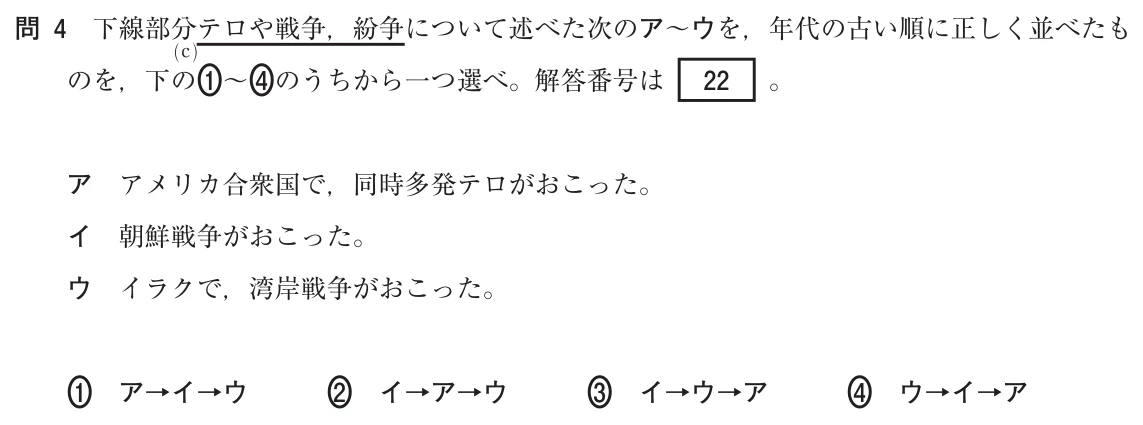 問 4　下線部分テロや戦争，紛争について述べた次のア～ウを，年代の古い順に正しく並べたも
(c)
のを，下の①～④のうちから一つ選べ。解答番号は 22 。
ア　アメリカ合衆国で，同時多発テロがおこった。
イ　朝鮮戦争がおこった。
ウ　イラクで，湾岸戦争がおこった。
①　ア→イ→ウ　②　イ→ア→ウ　③　イ→ウ→ア　④　ウ→イ→ア